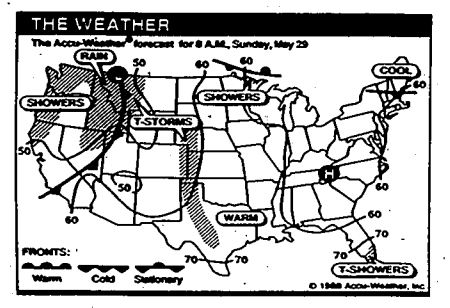 THE WEATHER
The Accu-Weather® forecast for 8 A.M., Sunday, May 29
RAIN
50
60
60
COOL
60
SHOWERS
SHOWERS
T-STORMS
50
50
H
60
60
WARM
60
70
70
70
70
T-SHOWERS
FRONTS:
Warm Cold Stationary
© 1988 Accu-Weather, Inc.